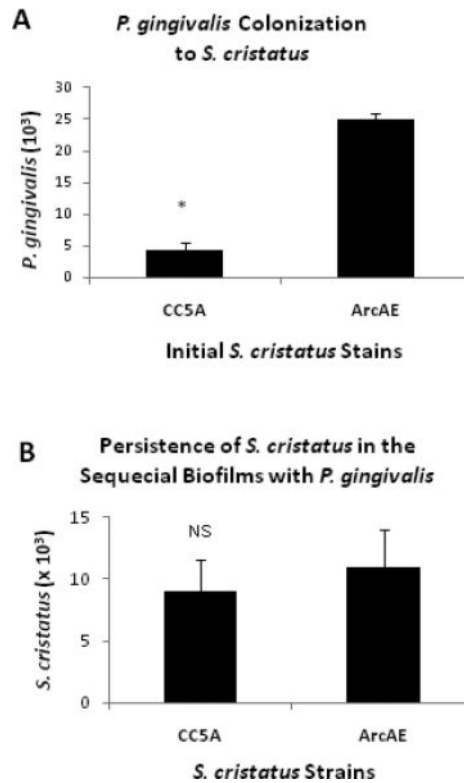 A
P. gingivalis Colonization
to S. cristatus
30
25
20
15
10
5
0
P. gingivalis (10³)
*
CC5A
ArcAE
Initial S. cristatus Stains
B
Persistence of S. cristatus in the
Sequecial Biofilms with P. gingivalis
15
10
5
0
S. cristatus (x 10³)
NS
CC5A
ArcAE
S. cristatus Strains